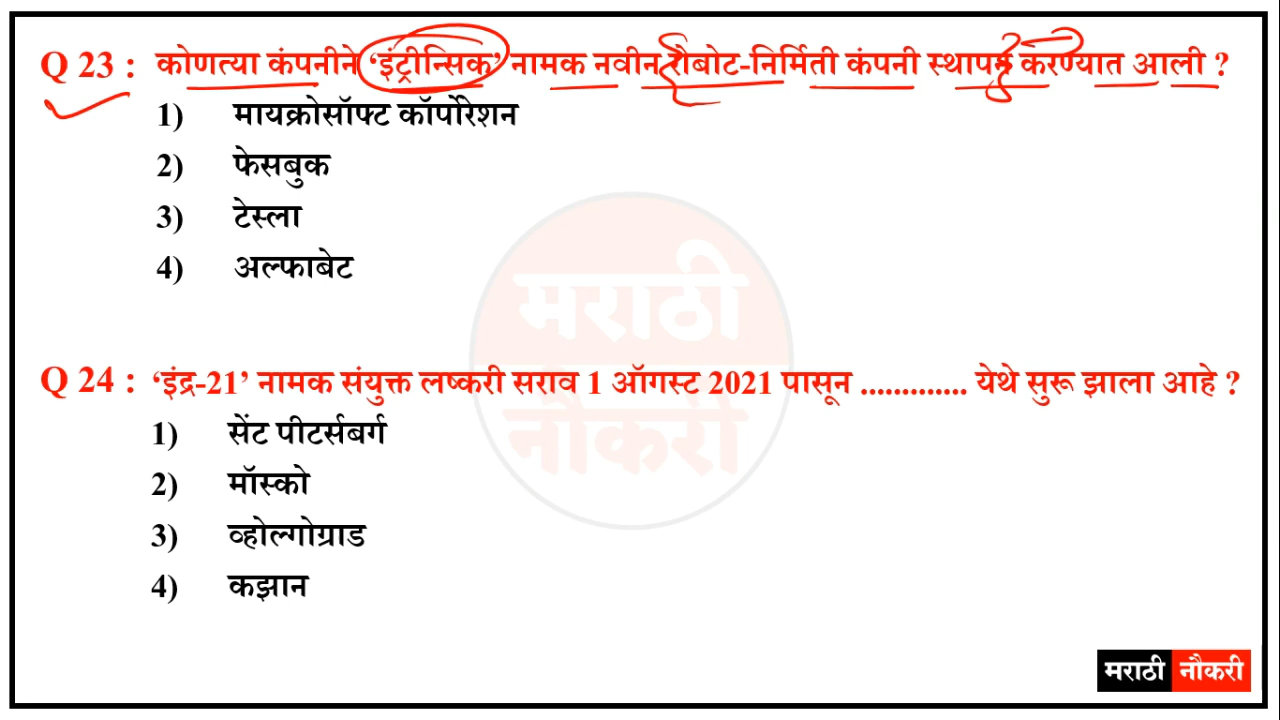 Q 23 : कोणत्या कंपनीने ‘इंट्रीन्सिक’ नामक नवीन रोबोट-निर्मिती कंपनी स्थापन करण्यात आली ?
1) मायक्रोसॉफ्ट कॉर्पोरेशन
2) फेसबुक
3) टेस्ला
4) अल्फाबेट
मराठी
नौकरी
Q 24 : ‘इंद्र-21’ नामक संयुक्त लष्करी सराव 1 ऑगस्ट 2021 पासून ............. येथे सुरू झाला आहे ?
1) सेंट पीटर्सबर्ग
2) मॉस्को
3) व्होल्गोग्राड
4) कझान
मराठी नौकरी